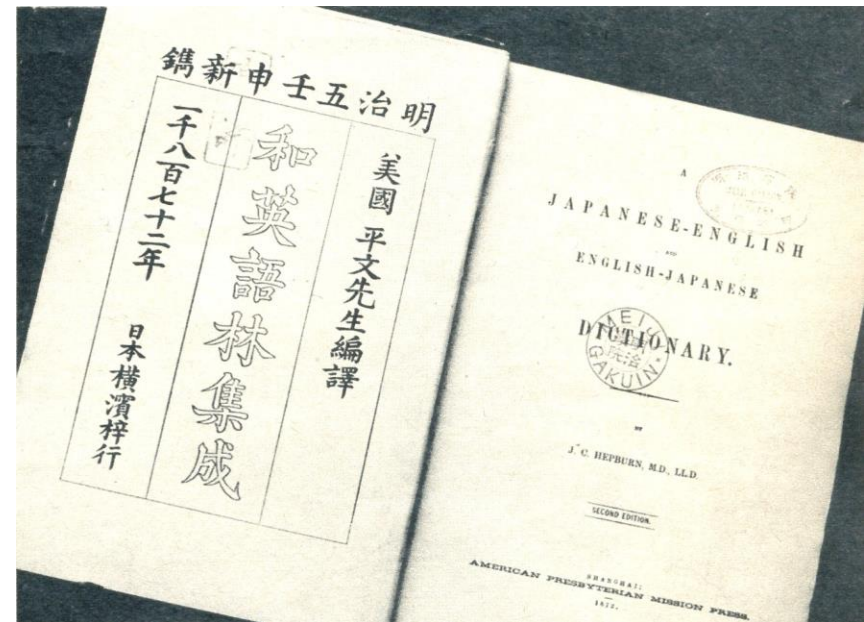 明治五壬申新鐫
美國 平文先生編譯
和英語林集成
一千八百七十二年 日本橫濱梓行
A
JAPANESE-ENGLISH
AND
ENGLISH-JAPANESE
DICTIONARY.
MEIJI
GAKUIN
BY
J. C. HEPBURN, M.D., LL.D.
SECOND EDITION.
SHANGHAI:
AMERICAN PRESBYTERIAN MISSION PRESS.
1872.